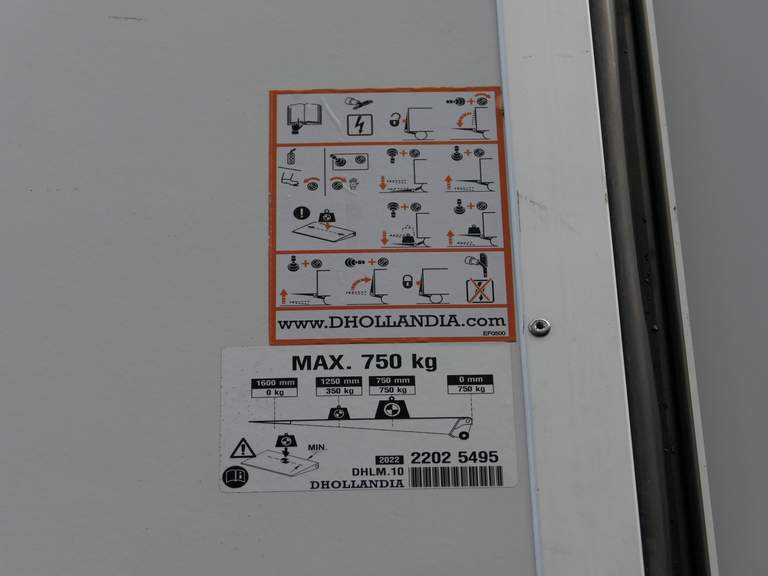 www.DHOLLANDIA.com
EF0600
MAX. 750 kg
1600 mm 1250 mm 750 mm 0 mm
0 kg 350 kg 750 kg 750 kg
MIN.
2022 2202 5495
DHLM.10
DHOLLANDIA